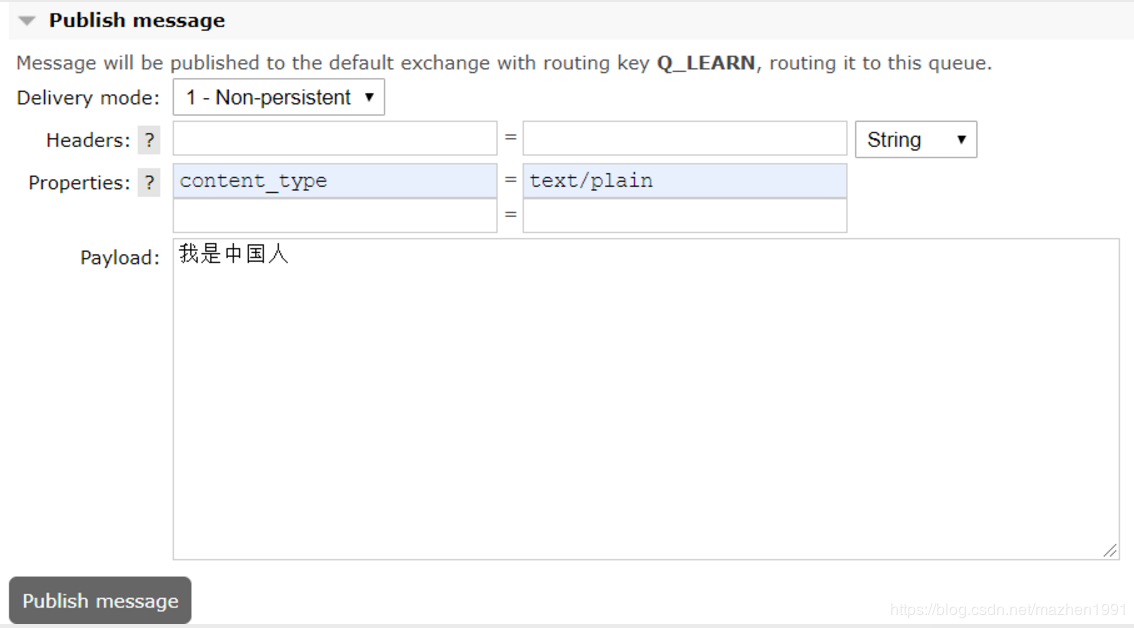 Publish message
Message will be published to the default exchange with routing key Q_LEARN, routing it to this queue.
Delivery mode: 1 - Non-persistent
Headers: ? = String
Properties: ? content_type = text/plain
=
Payload: 我是中国人
Publish message
https://blog.csdn.net/mazhen1991